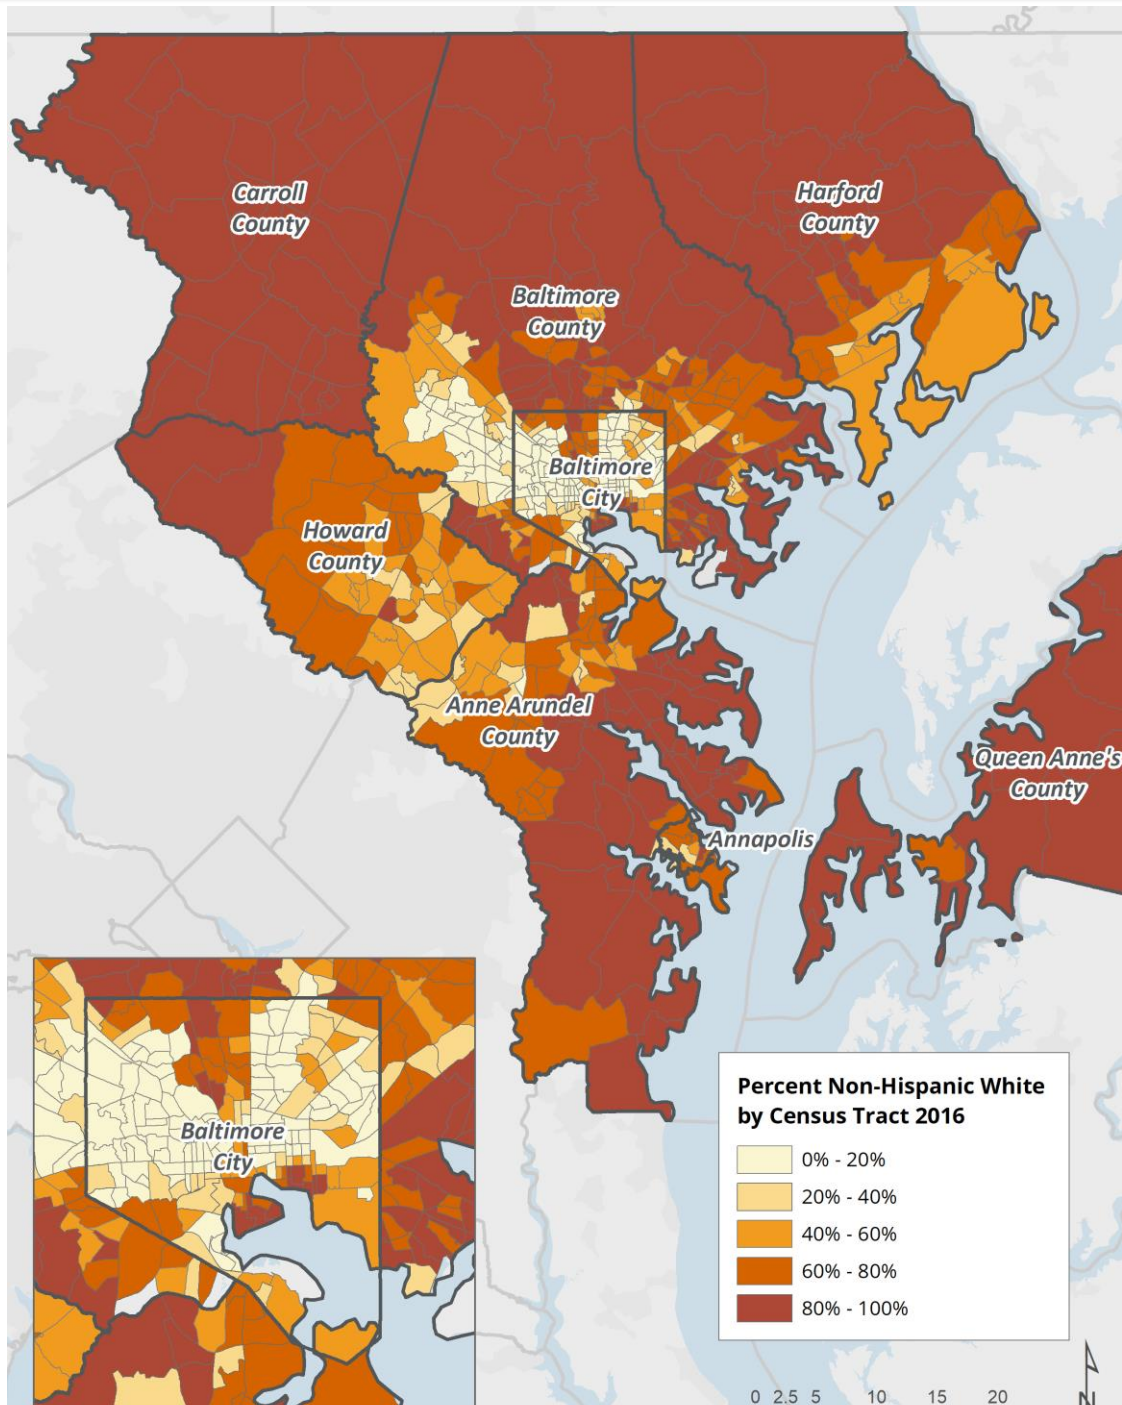 Carroll
County
Harford
County
Baltimore
County
Baltimore
City
Howard
County
Anne Arundel
County
Queen Anne's
County
Annapolis
Baltimore
City
Percent Non-Hispanic White
by Census Tract 2016
0% - 20%
20% - 40%
40% - 60%
60% - 80%
80% - 100%
0 2.5 5 10 15 20